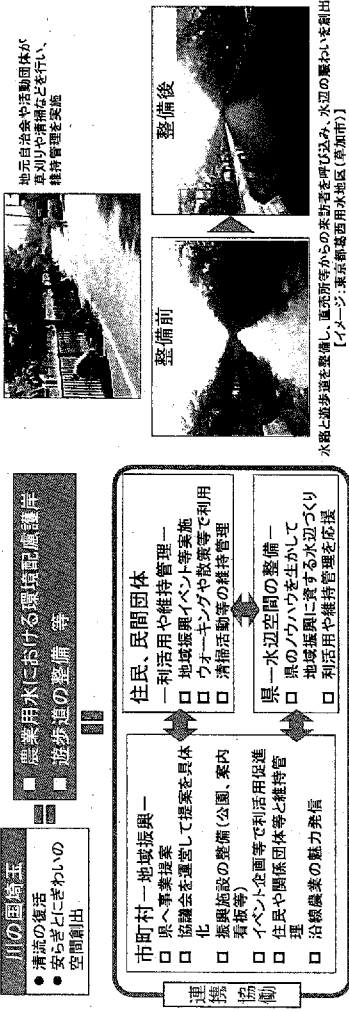 川の国埼玉
● 清流の復活
● 安らぎとにぎわいの
空間創出
■ 農業用水における環境配慮護岸
■ 遊歩道の整備 等
連携
協働
市町村―地域振興―
□ 県へ事業提案
□ 協議会を運営して提案を具体
化
□ 振興施設の整備(公園、案内
看板等)
□ イベント企画等で利活用促進
□ 住民や関係団体等と維持管
理
□ 沿線農業の魅力発信
住民、民間団体
―利活用や維持管理―
□ 地域振興イベント等実施
□ ウォーキングや散策等で利用
□ 清掃活動等の維持管理
県―水辺空間の整備―
□ 県のノウハウを生かして
地域振興に資する水辺づくり
□ 利活用や維持管理を応援
地元自治会や活動団体が
草刈りや清掃などを行い、
維持管理を実施
整備前
整備後
水路と遊歩道を整備し、直売所等からの来訪者を呼び込み、水辺の賑わいを創出
[イメージ:東京都葛西用水地区(草加市)]